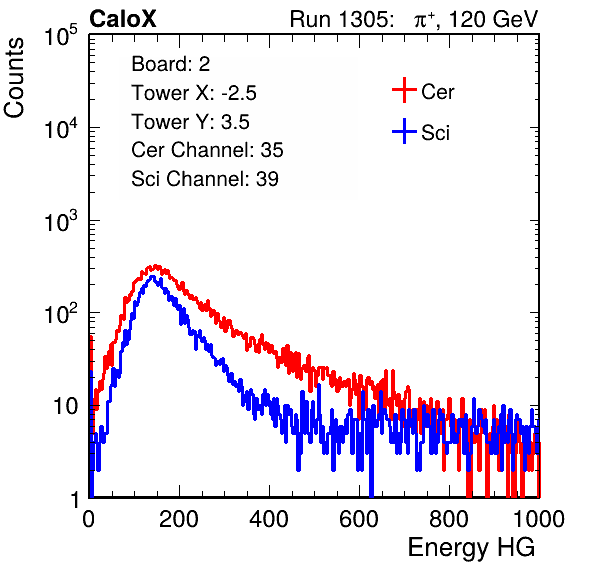 CaloX Run 1305: π⁺, 120 GeV
Counts
Board: 2
Tower X: -2.5
Tower Y: 3.5
Cer Channel: 35
Sci Channel: 39
Cer
Sci
10⁵
10⁴
10³
10²
10
1
0 200 400 600 800 1000
Energy HG